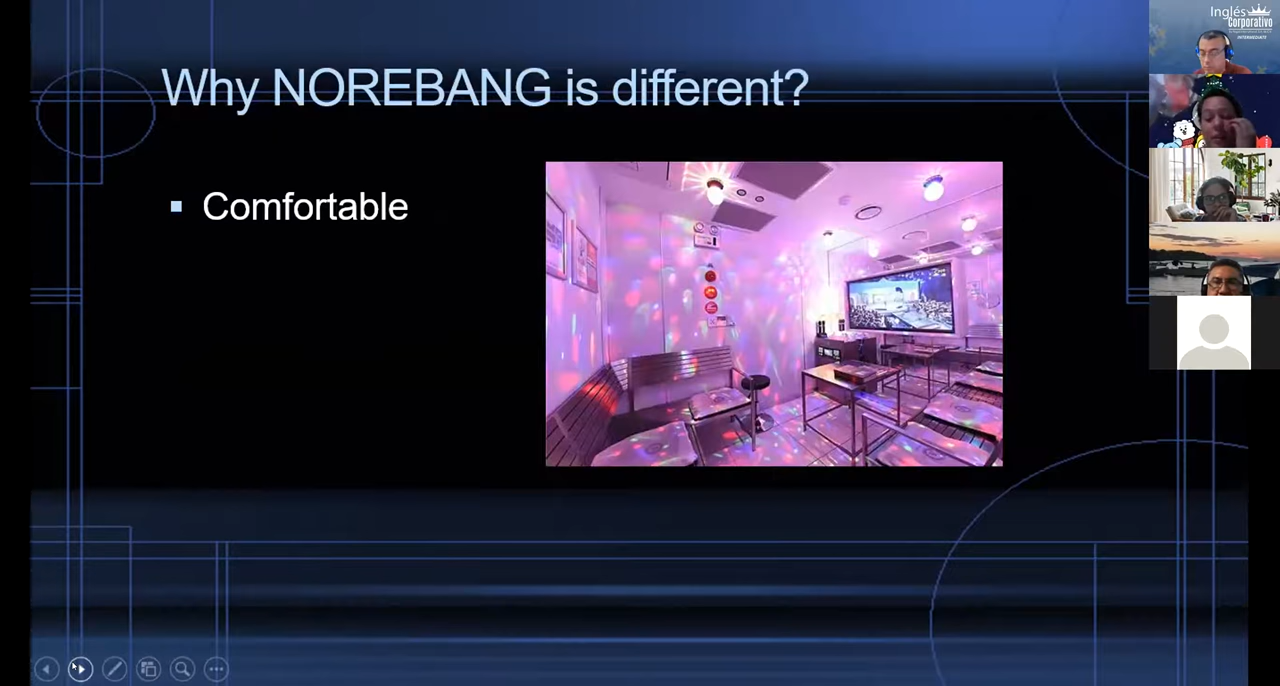 Why NOREBANG is different?
Comfortable
Inglés
Corporativo
INTERMEDIATE